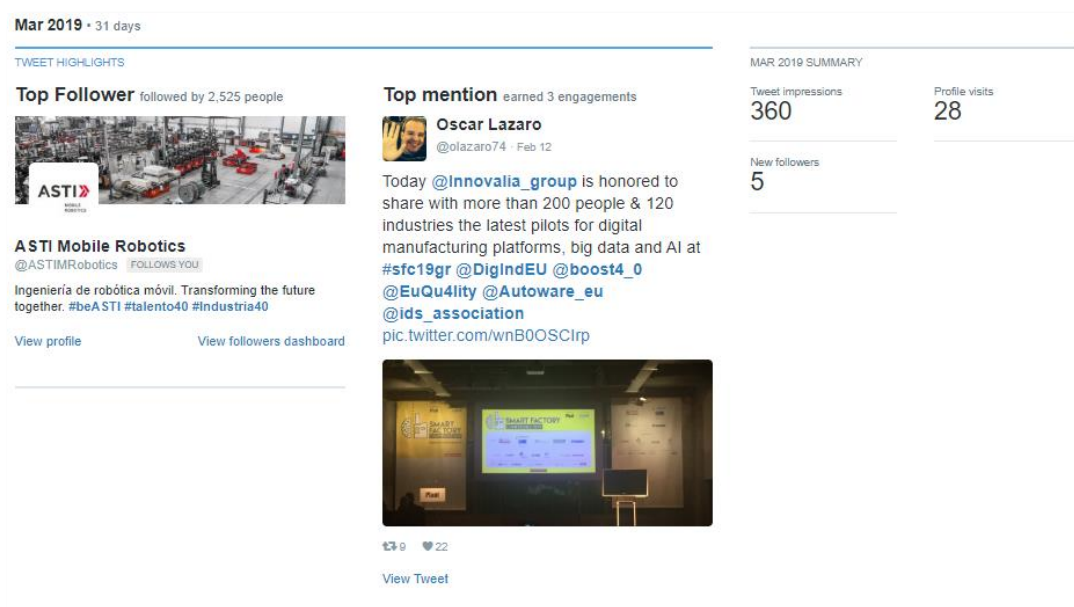 Mar 2019 • 31 days
TWEET HIGHLIGHTS
Top Follower followed by 2,525 people
ASTI
MOBILE
ROBOTICS
ASTI Mobile Robotics
@ASTIMRobotics FOLLOWS YOU
Ingeniería de robótica móvil. Transforming the future
together. #beASTI #talento40 #Industria40
View profile View followers dashboard
Top mention earned 3 engagements
Oscar Lazaro
@olazaro74 · Feb 12
Today @Innovalia_group is honored to
share with more than 200 people & 120
industries the latest pilots for digital
manufacturing platforms, big data and AI at
#sfc19gr @DigIndEU @boost4_0
@EuQu4lity @Autoware_eu
@ids_association
pic.twitter.com/wnB0OSCIrp
SMART
FACTORY
SMART FACTORY
9 22
View Tweet
MAR 2019 SUMMARY
Tweet impressions
360
Profile visits
28
New followers
5